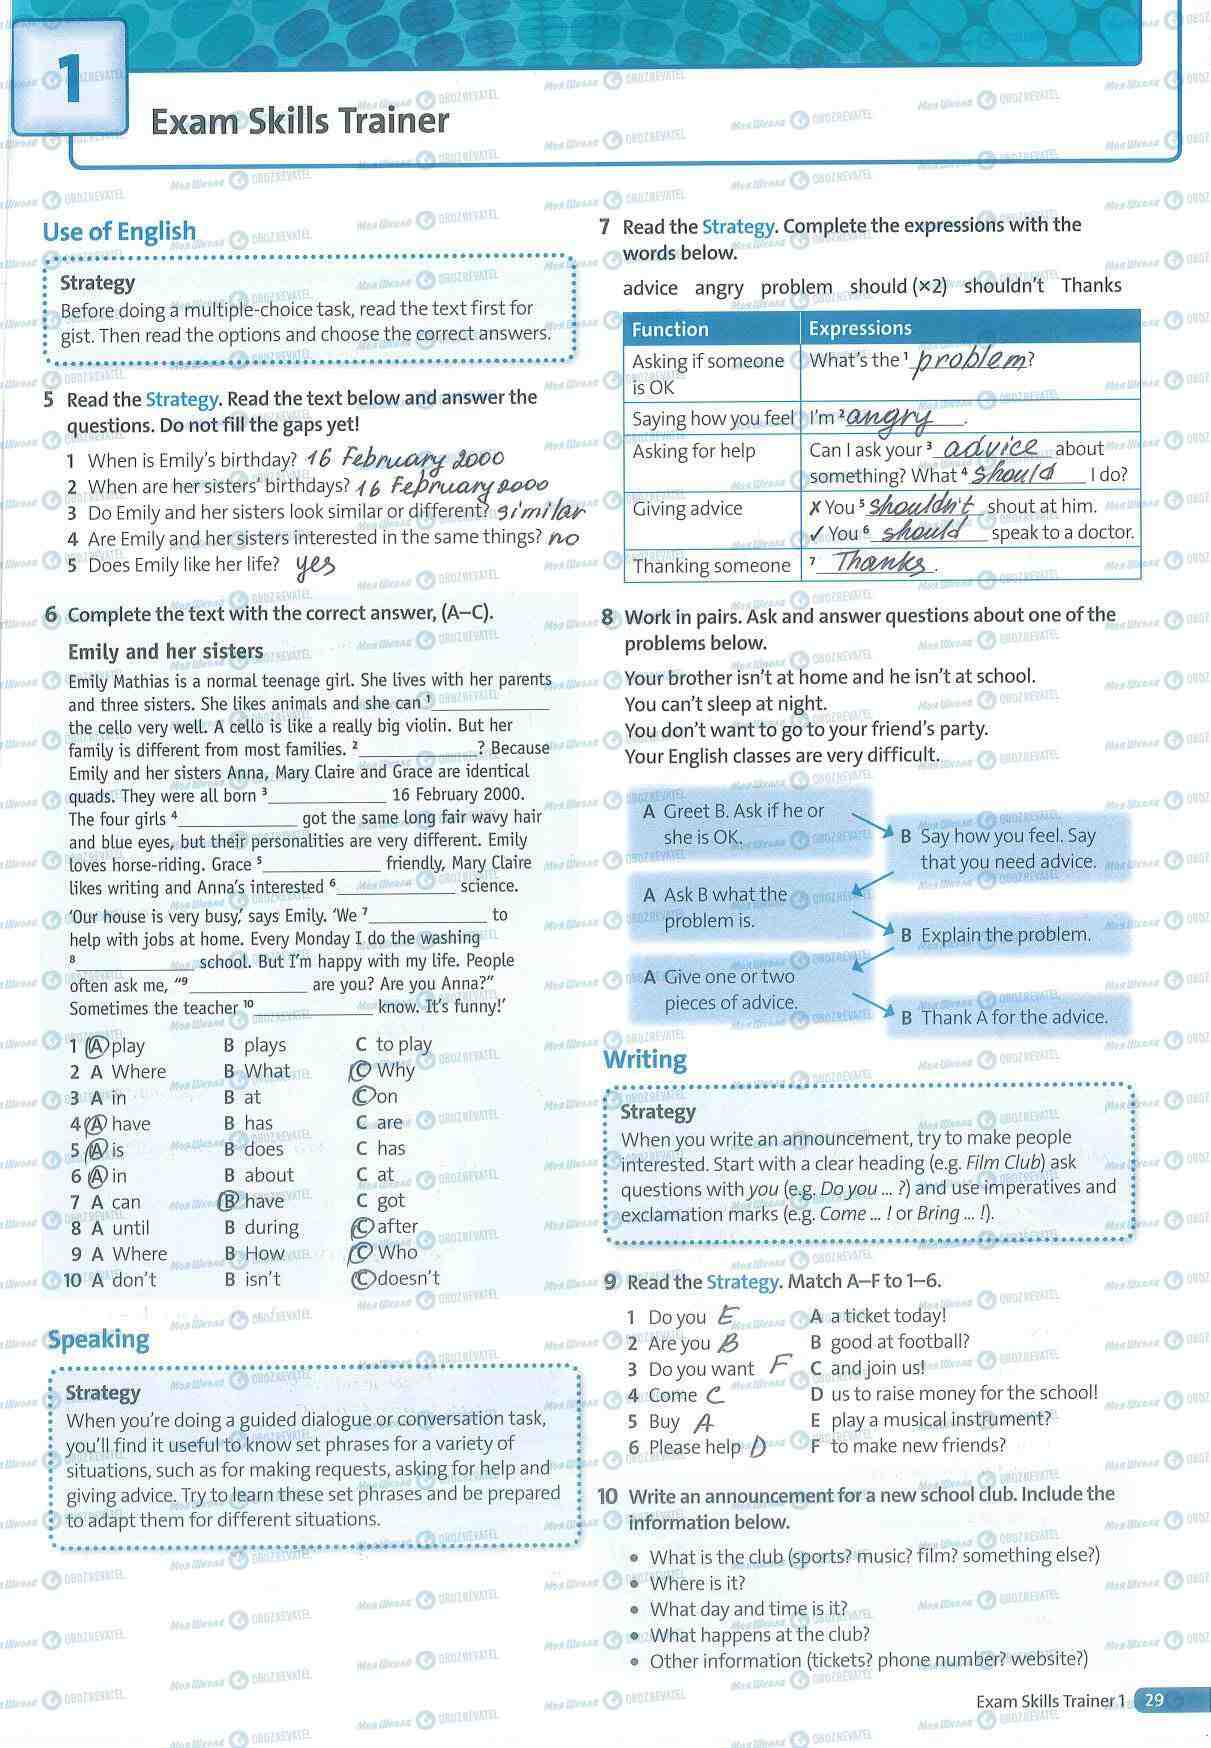 1
Exam Skills Trainer
Use of English
Strategy
Before doing a multiple-choice task, read the text first for
gist. Then read the options and choose the correct answers.
5 Read the Strategy. Read the text below and answer the
questions. Do not fill the gaps yet!
1 When is Emily's birthday? 16 February 2000
2 When are her sisters' birthdays? 16 February 2000
3 Do Emily and her sisters look similar or different? similar
4 Are Emily and her sisters interested in the same things? no
5 Does Emily like her life? yes
6 Complete the text with the correct answer, (A–C).
Emily and her sisters
Emily Mathias is a normal teenage girl. She lives with her parents
and three sisters. She likes animals and she can 1____________
the cello very well. A cello is like a really big violin. But her
family is different from most families. 2____________? Because
Emily and her sisters Anna, Mary Claire and Grace are identical
quads. They were all born 3____________ 16 February 2000.
The four girls 4____________ got the same long fair wavy hair
and blue eyes, but their personalities are very different. Emily
loves horse-riding. Grace 5____________ friendly, Mary Claire
likes writing and Anna's interested 6____________ science.
'Our house is very busy,' says Emily. 'We 7____________ to
help with jobs at home. Every Monday I do the washing
8____________ school. But I'm happy with my life. People
often ask me, "9____________ are you? Are you Anna?"
Sometimes the teacher 10____________ know. It's funny!'
1 A play B plays C to play
2 A Where B What C Why
3 A in B at C on
4 A have B has C are
5 A is B does C has
6 A in B about C at
7 A can B have C got
8 A until B during C after
9 A Where B How C Who
10 A don't B isn't C doesn't
Speaking
Strategy
When you're doing a guided dialogue or conversation task,
you'll find it useful to know set phrases for a variety of
situations, such as for making requests, asking for help and
giving advice. Try to learn these set phrases and be prepared
to adapt them for different situations.
7 Read the Strategy. Complete the expressions with the
words below.
advice angry problem should (×2) shouldn't Thanks
Function Expressions
Asking if someone What's the 1 problem?
is OK
Saying how you feel I'm 2 angry.
Asking for help Can I ask your 3 advice about
something? What 4 should I do?
Giving advice ✗ You 5 shouldn't shout at him.
✓ You 6 should speak to a doctor.
Thanking someone 7 Thanks.
8 Work in pairs. Ask and answer questions about one of the
problems below.
Your brother isn't at home and he isn't at school.
You can't sleep at night.
You don't want to go to your friend's party.
Your English classes are very difficult.
A Greet B. Ask if he or
she is OK.
B Say how you feel. Say
that you need advice.
A Ask B what the
problem is.
B Explain the problem.
A Give one or two
pieces of advice.
B Thank A for the advice.
Writing
Strategy
When you write an announcement, try to make people
interested. Start with a clear heading (e.g. Film Club) ask
questions with you (e.g. Do you ... ?) and use imperatives and
exclamation marks (e.g. Come ... ! or Bring ... !).
9 Read the Strategy. Match A–F to 1–6.
1 Do you E A a ticket today!
2 Are you B B good at football?
3 Do you want F C and join us!
4 Come C D us to raise money for the school!
5 Buy A E play a musical instrument?
6 Please help D F to make new friends?
10 Write an announcement for a new school club. Include the
information below.
• What is the club (sports? music? film? something else?)
• Where is it?
• What day and time is it?
• What happens at the club?
• Other information (tickets? phone number? website?)
Exam Skills Trainer 1 29
Моя Школа OBOZREVATEL